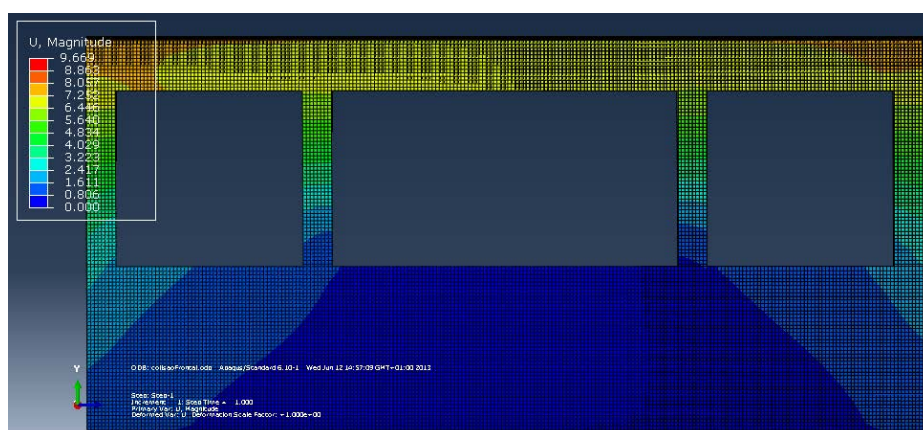 U, Magnitude
9.669
8.863
8.057
7.252
6.446
5.640
4.834
4.029
3.223
2.417
1.611
0.806
0.000
Y
ODB: colisaoFrontal.odb Abaqus/Standard 6.10-1 Wed Jun 12 14:57:09 GMT+01:00 2013
Step: Step-1
Increment 1: Step Time = 1.000
Primary Var: U, Magnitude
Deformed Var: U Deformation Scale Factor: +1.000e+00